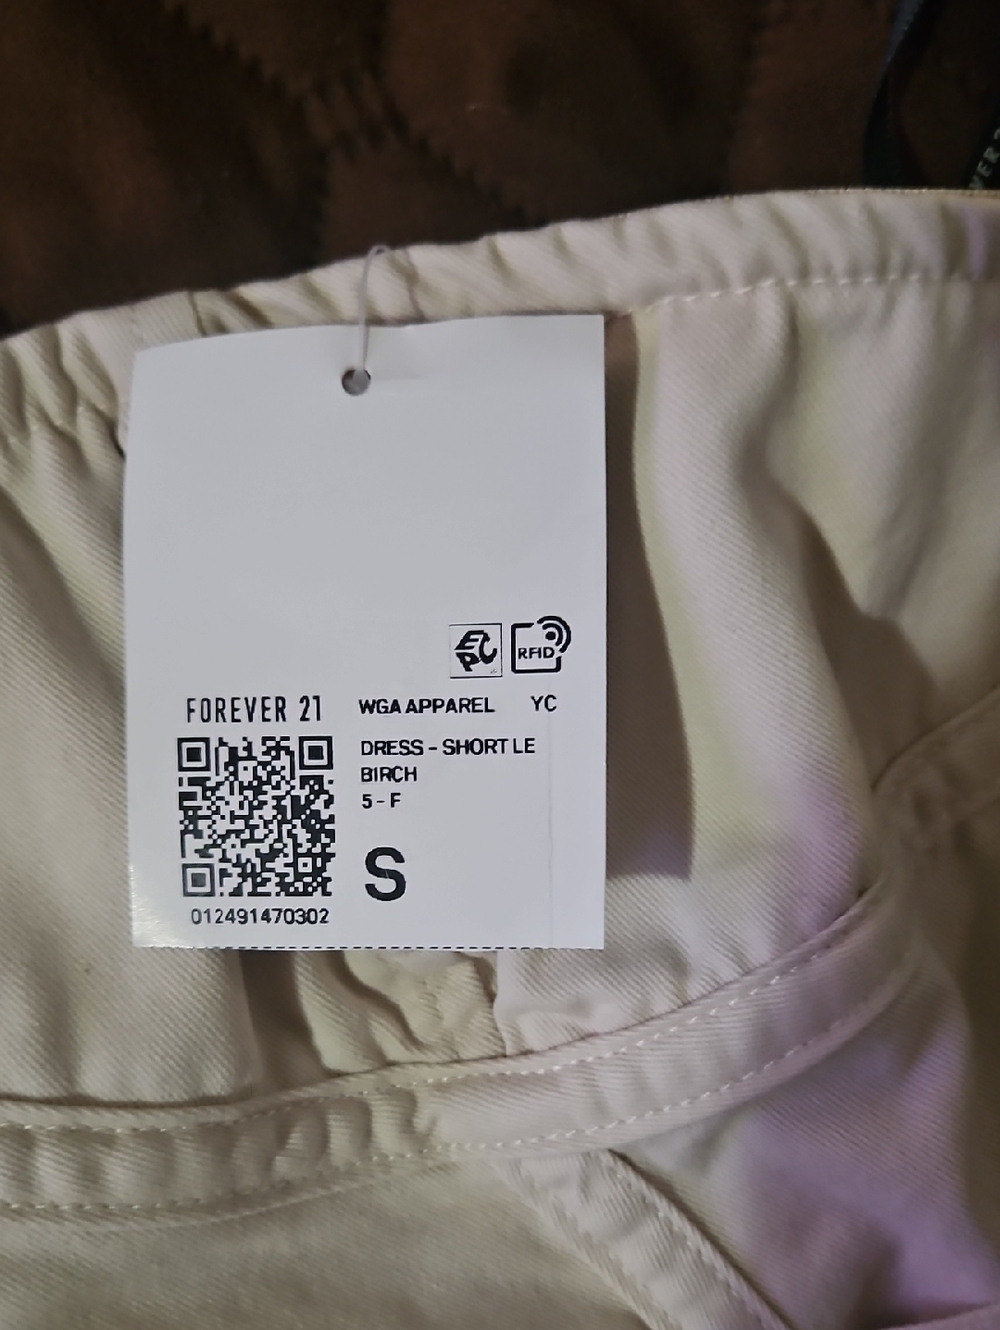 EPC
RFID
FOREVER 21
WGA APPAREL YC
DRESS - SHORT LE
BIRCH
5 - F
S
012491470302